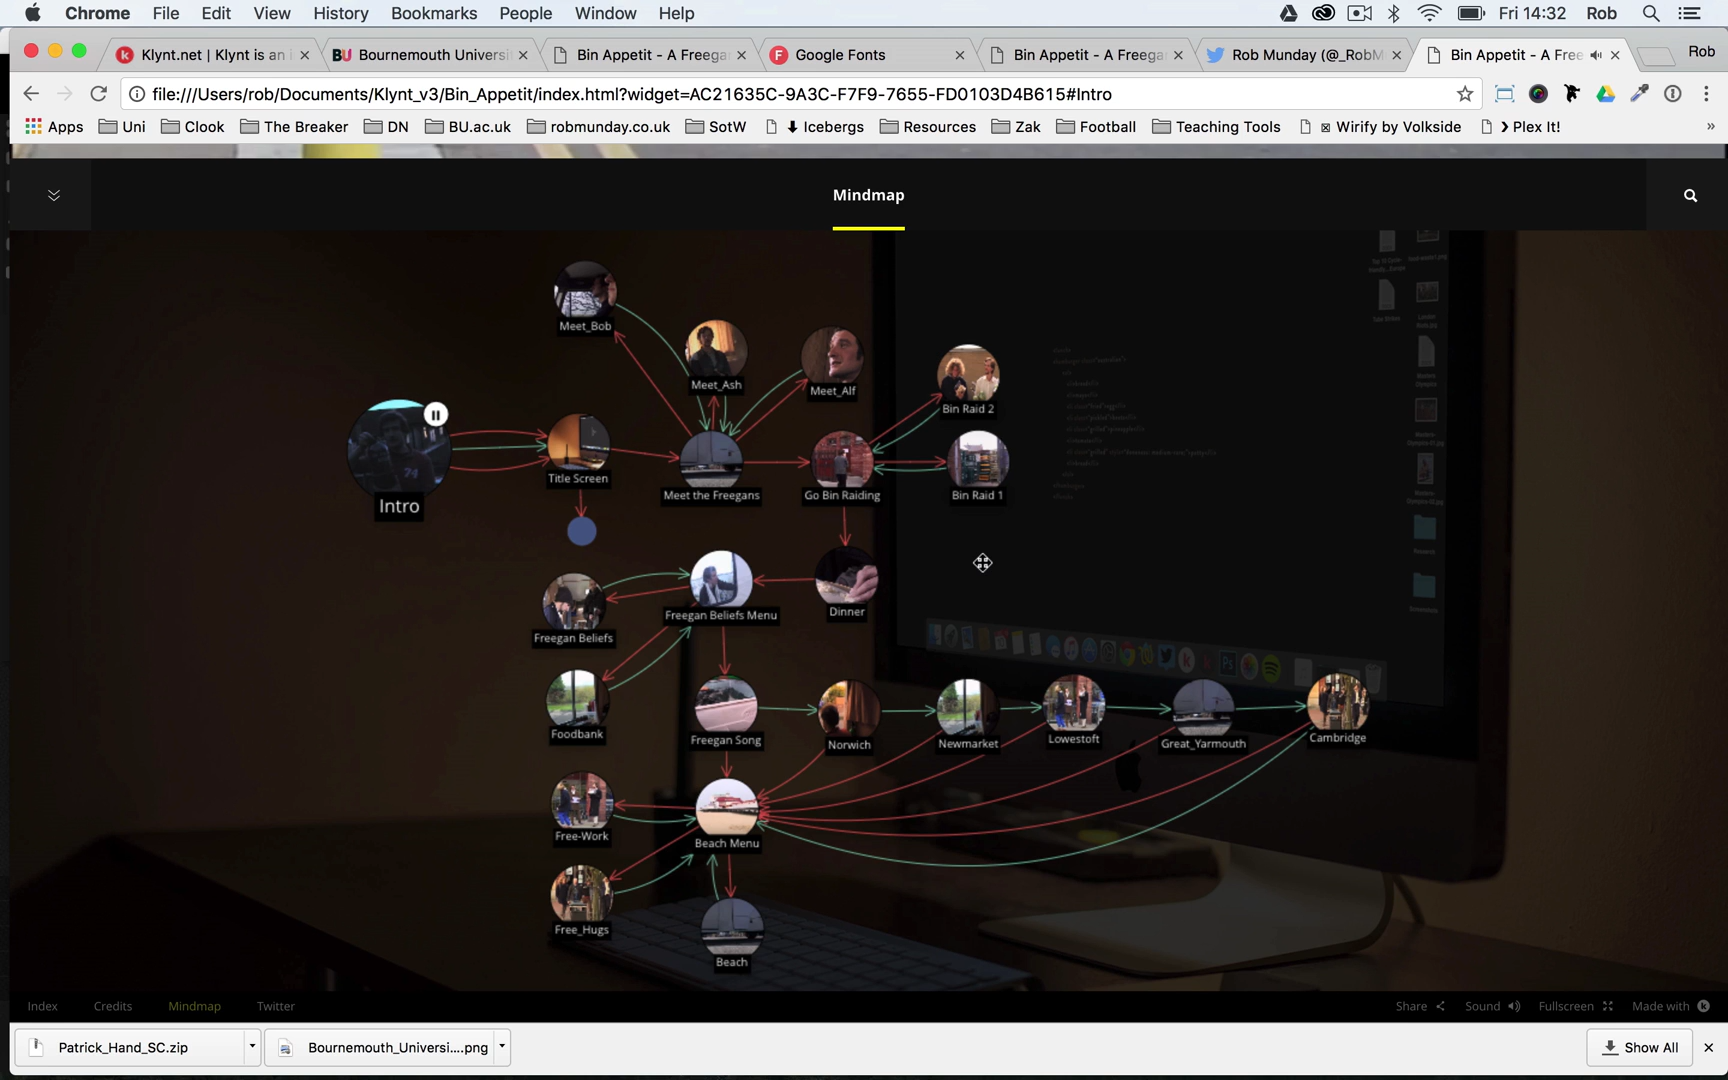 Chrome File Edit View History Bookmarks People Window Help Fri 14:32 Rob
Klynt.net | Klynt is an i Bournemouth Universit Bin Appetit - A Freegan Google Fonts Bin Appetit - A Freegan Rob Munday (@_RobM Bin Appetit - A Free Rob
file:///Users/rob/Documents/Klynt_v3/Bin_Appetit/index.html?widget=AC21635C-9A3C-F7F9-7655-FD0103D4B615#Intro
Apps Uni Clook The Breaker DN BU.ac.uk robmunday.co.uk SotW Icebergs Resources Zak Football Teaching Tools Wirify by Volkside Plex It! »
Mindmap
Meet_Bob
Meet_Ash
Meet_Alf
Bin Raid 2
74
Title Screen
Meet the Freegans
Go Bin Raiding
Bin Raid 1
Intro
Freegan Beliefs Menu
Dinner
Freegan Beliefs
Foodbank
Freegan Song
Norwich
Newmarket
Lowestoft
Great_Yarmouth
Cambridge
Free-Work
Beach Menu
Free_Hugs
Beach
Index Credits Mindmap Twitter Share Sound Fullscreen Made with
Patrick_Hand_SC.zip Bournemouth_Universi....png Show All